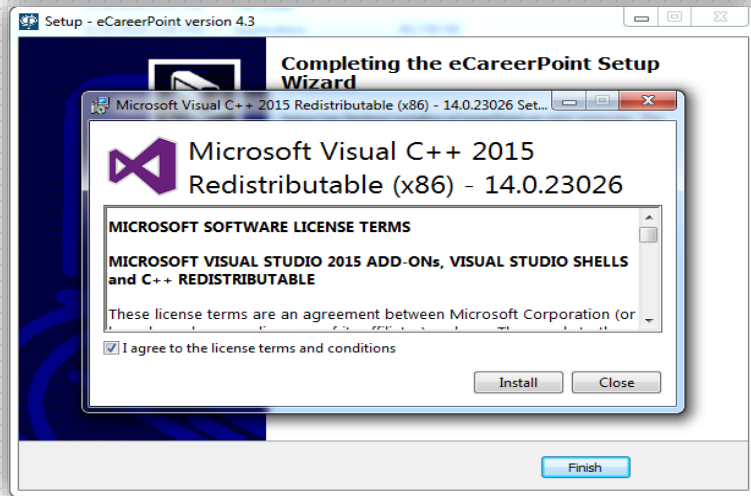 Setup - eCareerPoint version 4.3
Completing the eCareerPoint Setup
Wizard
Microsoft Visual C++ 2015 Redistributable (x86) - 14.0.23026 Set...
Microsoft Visual C++ 2015
Redistributable (x86) - 14.0.23026
MICROSOFT SOFTWARE LICENSE TERMS
MICROSOFT VISUAL STUDIO 2015 ADD-ONs, VISUAL STUDIO SHELLS
and C++ REDISTRIBUTABLE
These license terms are an agreement between Microsoft Corporation (or
I agree to the license terms and conditions
Install
Close
Finish